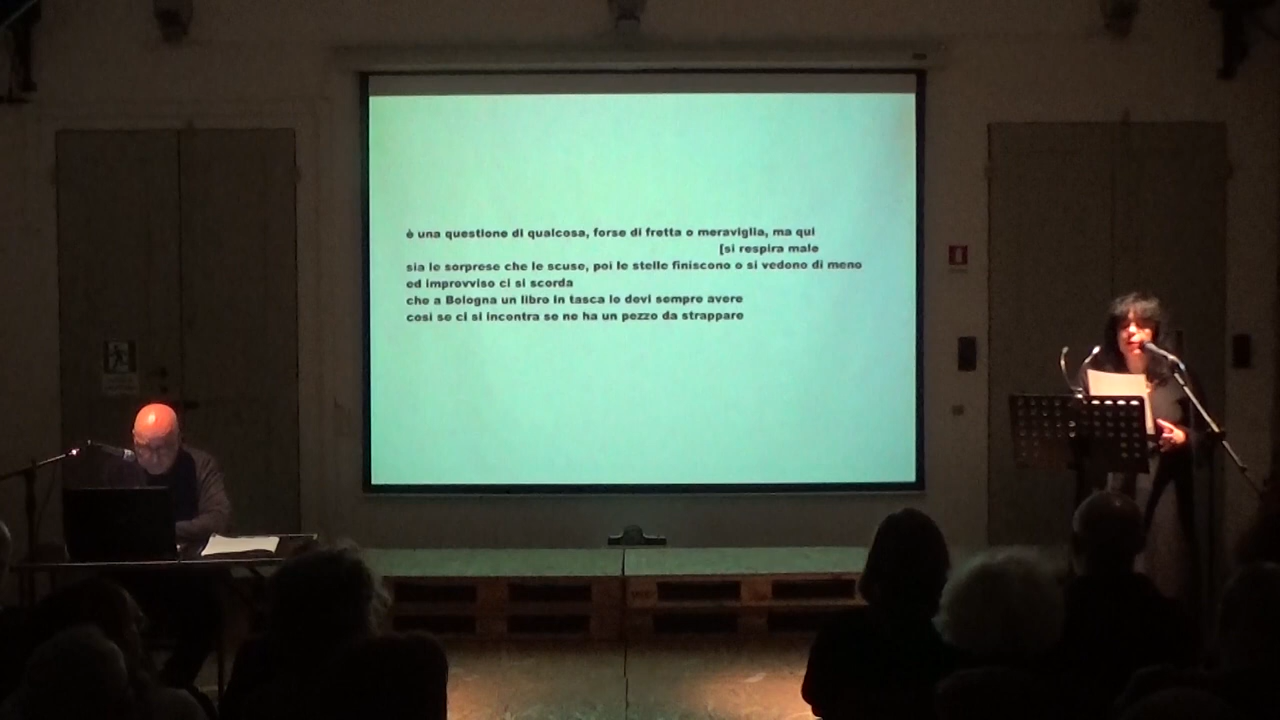 è una questione di qualcosa, forse di fretta o meraviglia, ma qui
[si respira male
sia le sorprese che le scuse, poi le stelle finiscono o si vedono di meno
ed improvviso ci si scorda
che a Bologna un libro in tasca lo devi sempre avere
così se ci si incontra se ne ha un pezzo da strappare